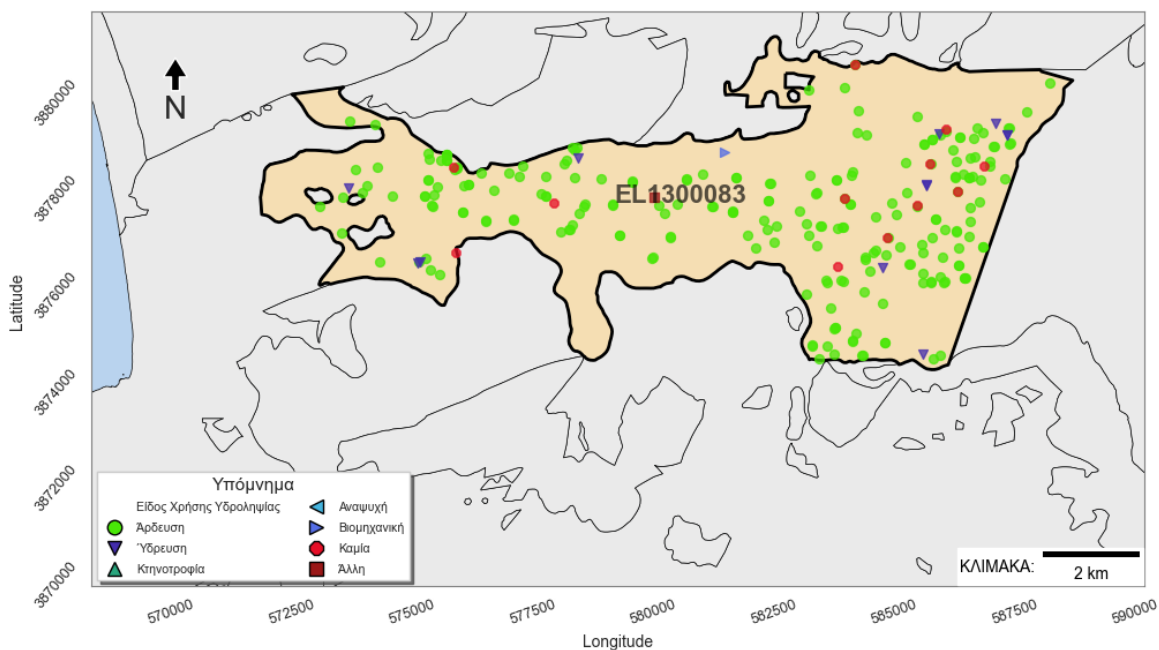 N
EL1300083
Latitude
3880000
3878000
3876000
3874000
3872000
3870000
Υπόμνημα
Είδος Χρήσης Υδροληψίας
Άρδευση
Ύδρευση
Κτηνοτροφία
Αναψυχή
Βιομηχανική
Καμία
Άλλη
ΚΛΙΜΑΚΑ:
2 km
570000
572500
575000
577500
580000
582500
585000
587500
590000
Longitude